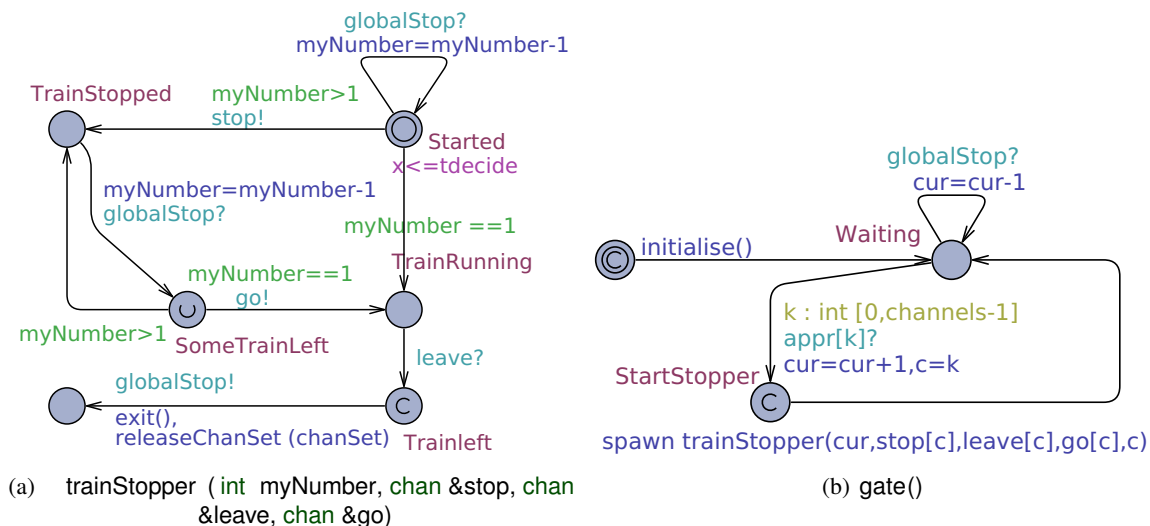 globalStop?
myNumber=myNumber-1
TrainStopped
myNumber>1
stop!
Started
x<=tdecide
myNumber=myNumber-1
globalStop?
myNumber ==1
TrainRunning
myNumber==1
go!
myNumber>1
SomeTrainLeft
leave?
globalStop!
C
exit(),
releaseChanSet (chanSet)
Trainleft
(a) trainStopper ( int myNumber, chan &stop, chan
&leave, chan &go)
globalStop?
cur=cur-1
Waiting
C
initialise()
k : int [0,channels-1]
appr[k]?
cur=cur+1,c=k
StartStopper
C
spawn trainStopper(cur,stop[c],leave[c],go[c],c)
(b) gate()